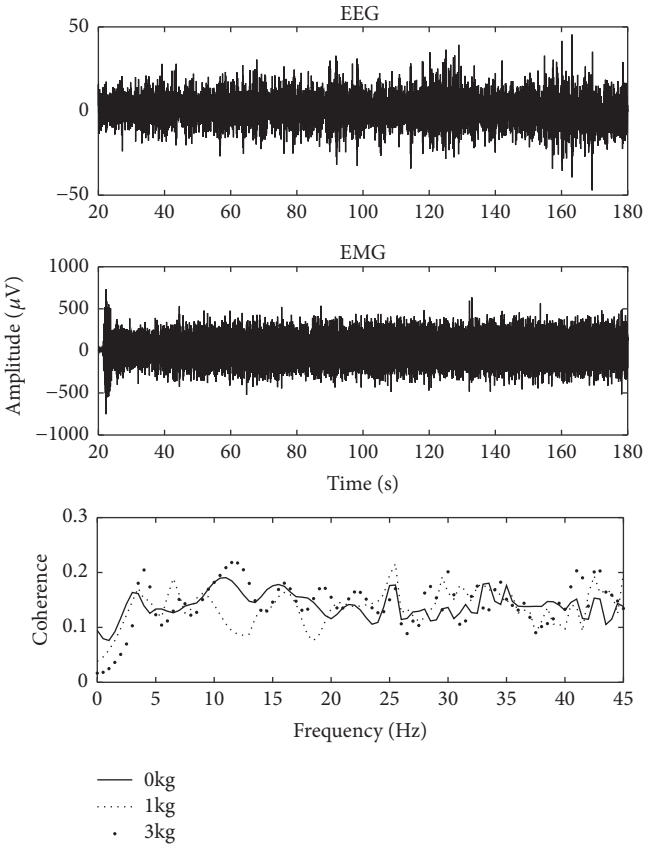 EEG
50
0
−50
20 40 60 80 100 120 140 160 180
EMG
Amplitude (μV)
1000
500
0
−500
−1000
20 40 60 80 100 120 140 160 180
Time (s)
Coherence
0.3
0.2
0.1
0
0 5 10 15 20 25 30 35 40 45
Frequency (Hz)
0kg
1kg
3kg